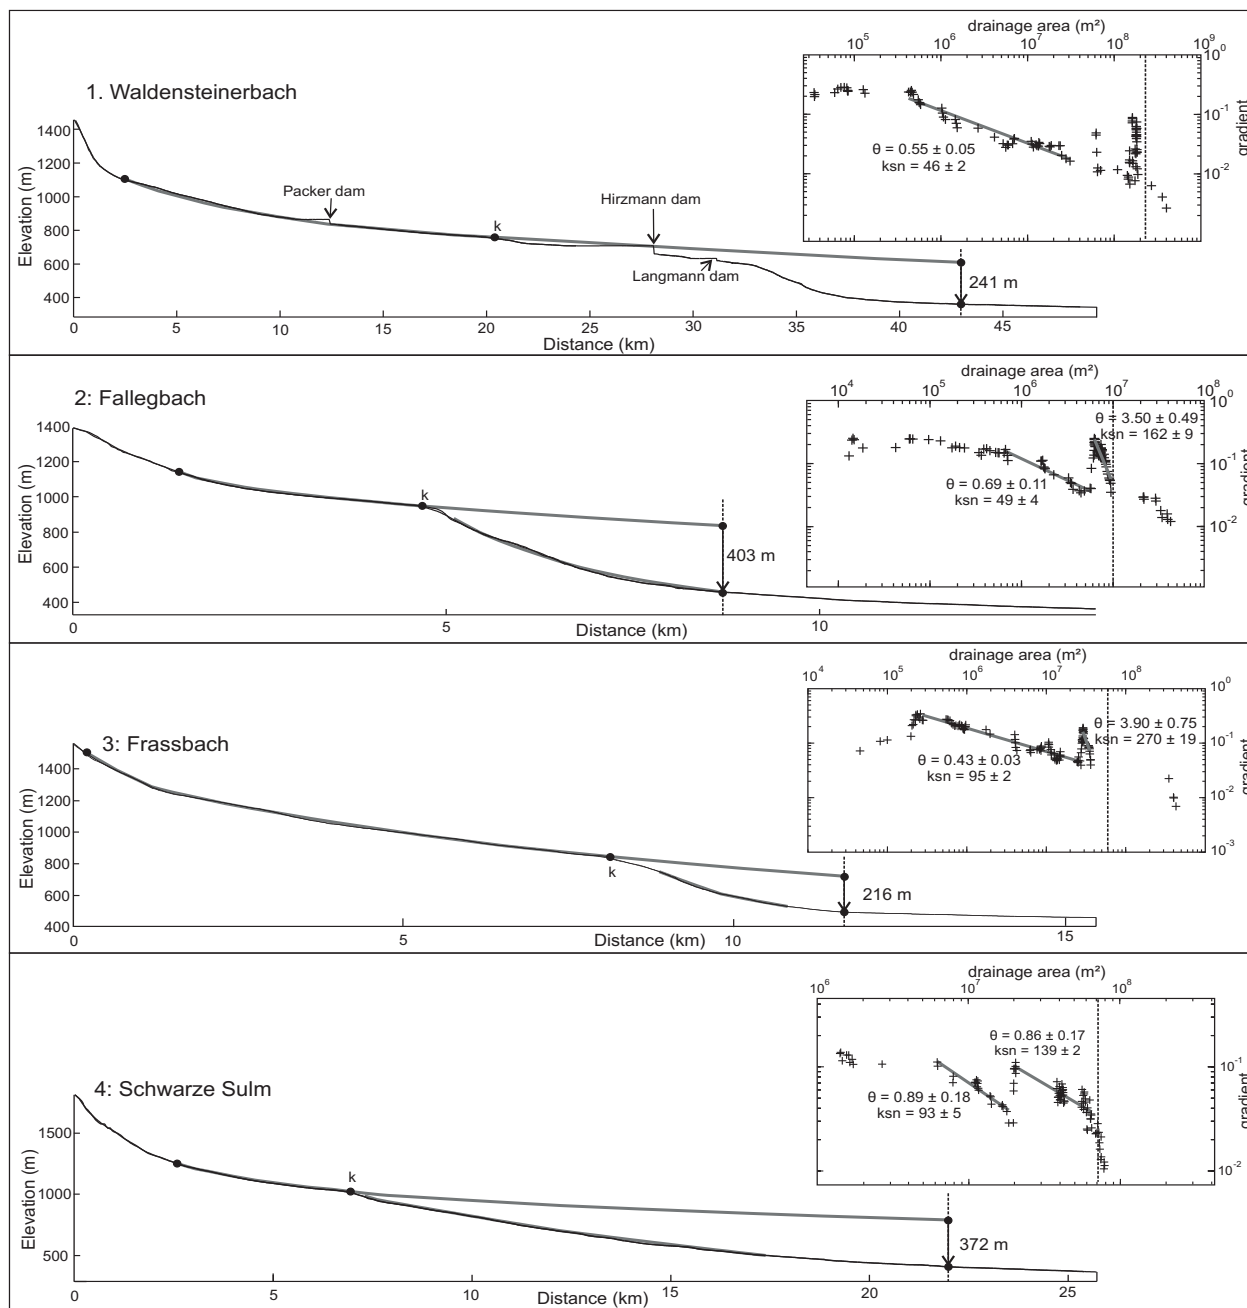 drainage area (m²)
10⁵ 10⁶ 10⁷ 10⁸ 10⁹
10⁰
10⁻¹
10⁻²
gradient
θ = 0.55 ± 0.05
ksn = 46 ± 2
1. Waldensteinerbach
Elevation (m)
1400
1200
1000
800
600
400
Packer dam
k
Hirzmann dam
Langmann dam
241 m
0 5 10 15 20 25 30 35 40 45
Distance (km)
drainage area (m²)
10⁴ 10⁵ 10⁶ 10⁷ 10⁸
10⁰
10⁻¹
10⁻²
gradient
θ = 3.50 ± 0.49
ksn = 162 ± 9
θ = 0.69 ± 0.11
ksn = 49 ± 4
2: Fallegbach
Elevation (m)
1400
1200
1000
800
600
400
k
403 m
0 5 10
Distance (km)
drainage area (m²)
10⁴ 10⁵ 10⁶ 10⁷ 10⁸
10⁰
10⁻¹
10⁻²
10⁻³
gradient
θ = 3.90 ± 0.75
ksn = 270 ± 19
θ = 0.43 ± 0.03
ksn = 95 ± 2
3: Frassbach
Elevation (m)
1400
1200
1000
800
600
400
k
216 m
0 5 10 15
Distance (km)
drainage area (m²)
10⁶ 10⁷ 10⁸
10⁻¹
10⁻²
gradient
θ = 0.86 ± 0.17
ksn = 139 ± 2
θ = 0.89 ± 0.18
ksn = 93 ± 5
4: Schwarze Sulm
Elevation (m)
1500
1000
500
k
372 m
0 5 10 15 20 25
Distance (km)